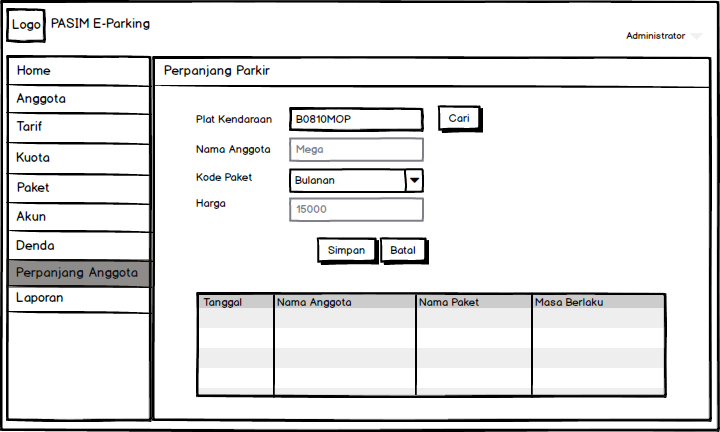 Logo PASIM E-Parking
Administrator
Home
Anggota
Tarif
Kuota
Paket
Akun
Denda
Perpanjang Anggota
Laporan
Perpanjang Parkir
Plat Kendaraan B0810MOP Cari
Nama Anggota Mega
Kode Paket Bulanan
Harga 15000
Simpan Batal
Tanggal Nama Anggota Nama Paket Masa Berlaku